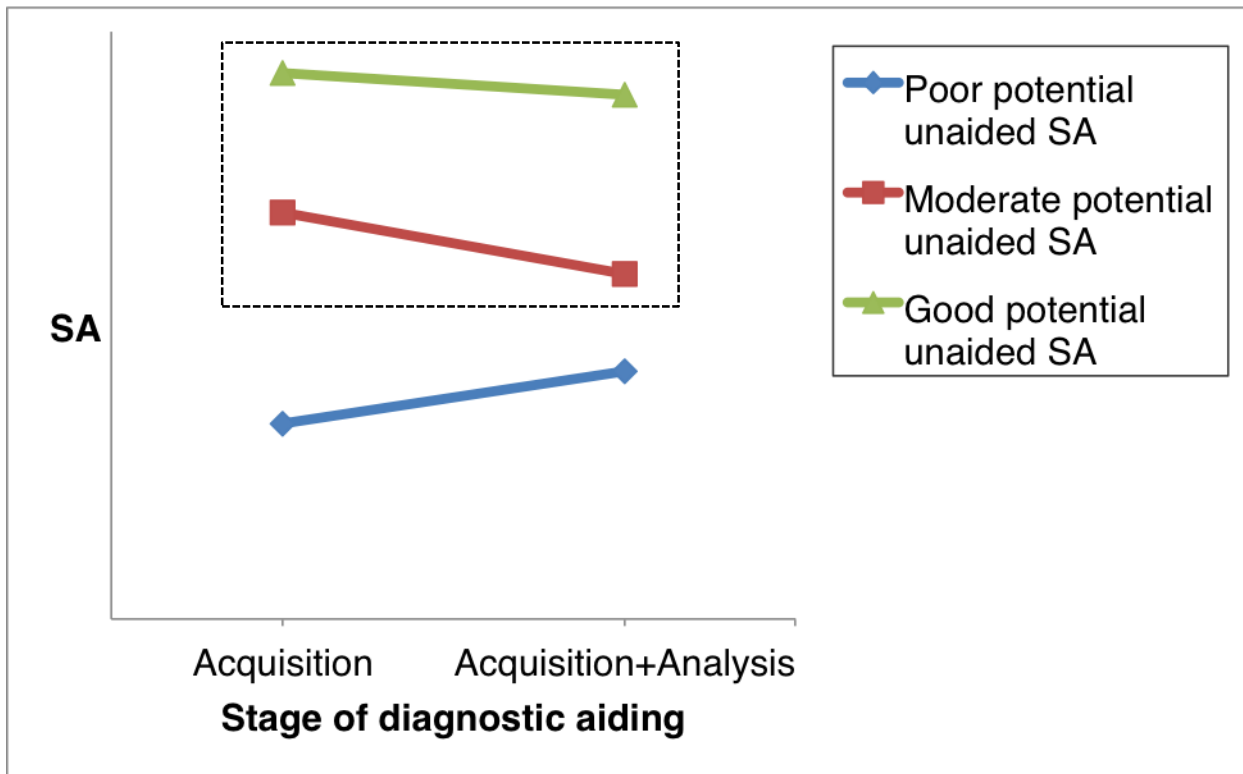 Poor potential
unaided SA
Moderate potential
unaided SA
Good potential
unaided SA
SA
Acquisition
Acquisition+Analysis
Stage of diagnostic aiding